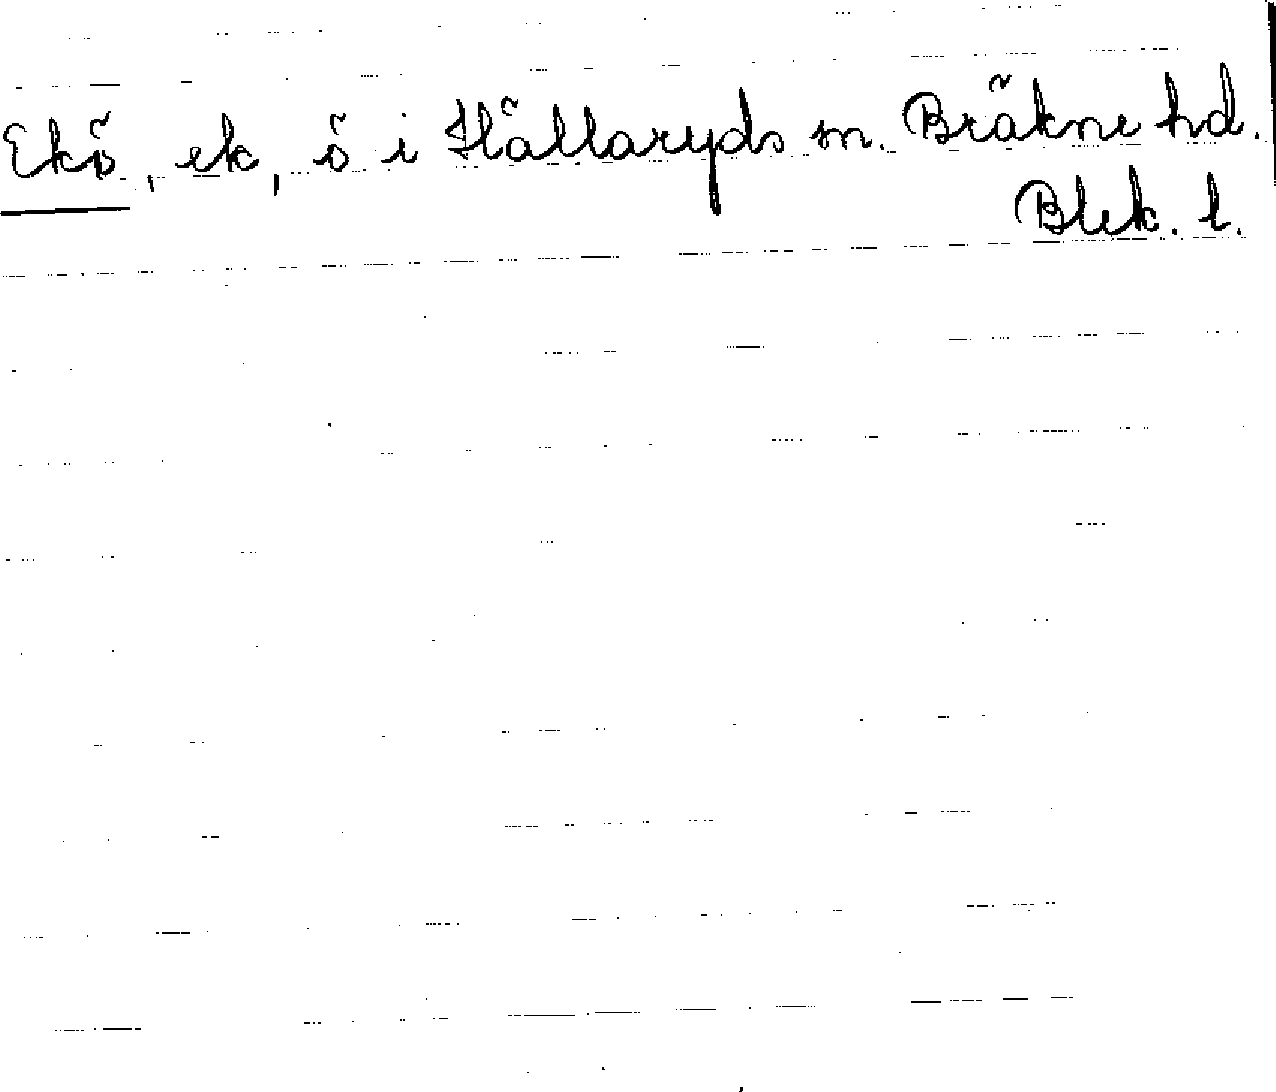 Ekö, ek, ö i Hällaryds sn. Bräkne hd.
Blek. l.